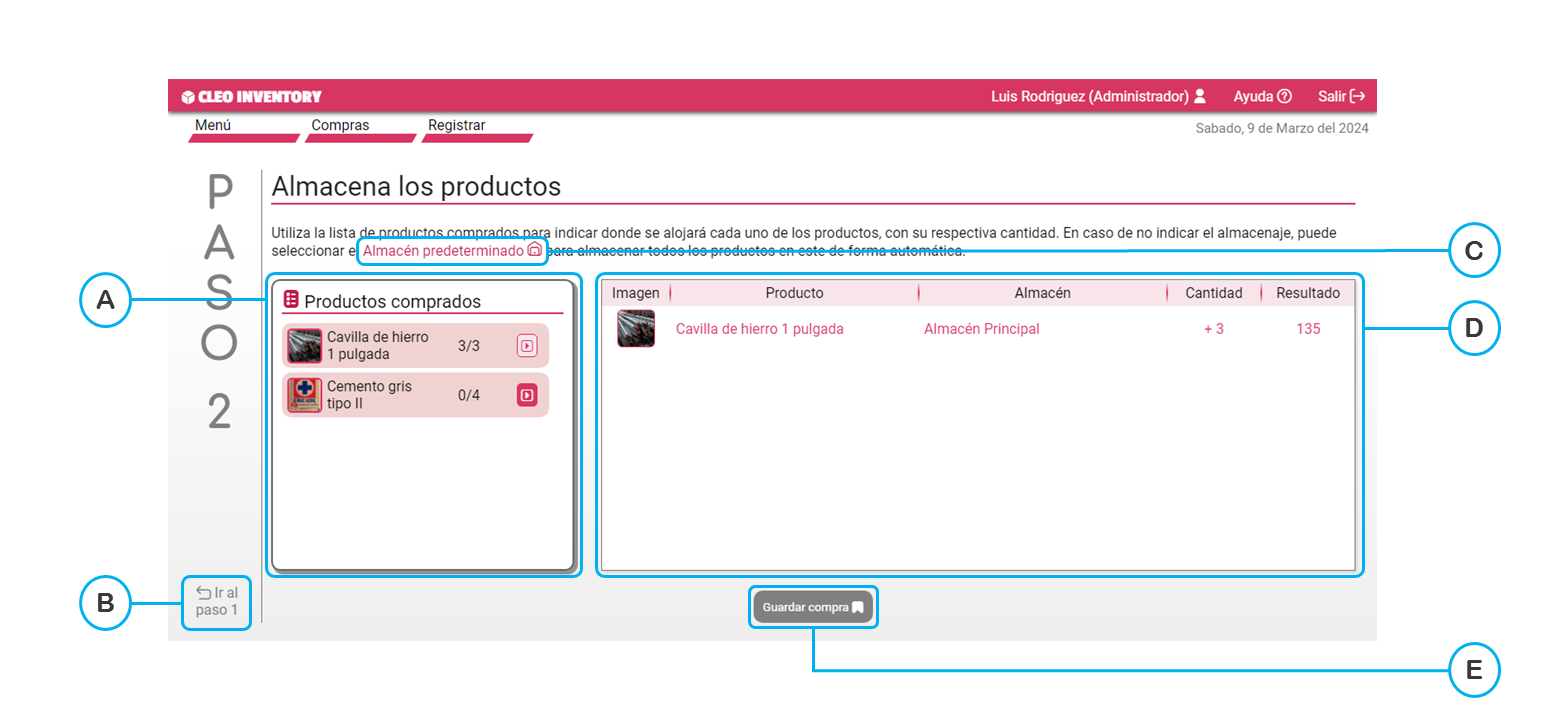 CLEO INVENTORY
Luis Rodriguez (Administrador)
Ayuda
Salir
Menú
Compras
Registrar
Sabado, 9 de Marzo del 2024
PASO 2
Almacena los productos
Utiliza la lista de productos comprados para indicar donde se alojará cada uno de los productos, con su respectiva cantidad. En caso de no indicar el almacenaje, puede
seleccionar e Almacén predeterminado para almacenar todos los productos en este de forma automática.
C
A
Productos comprados
Cavilla de hierro
1 pulgada
3/3
Cemento gris
tipo II
0/4
Imagen
Producto
Almacén
Cantidad
Resultado
Cavilla de hierro 1 pulgada
Almacén Principal
+ 3
135
D
B
Ir al
paso 1
Guardar compra
E